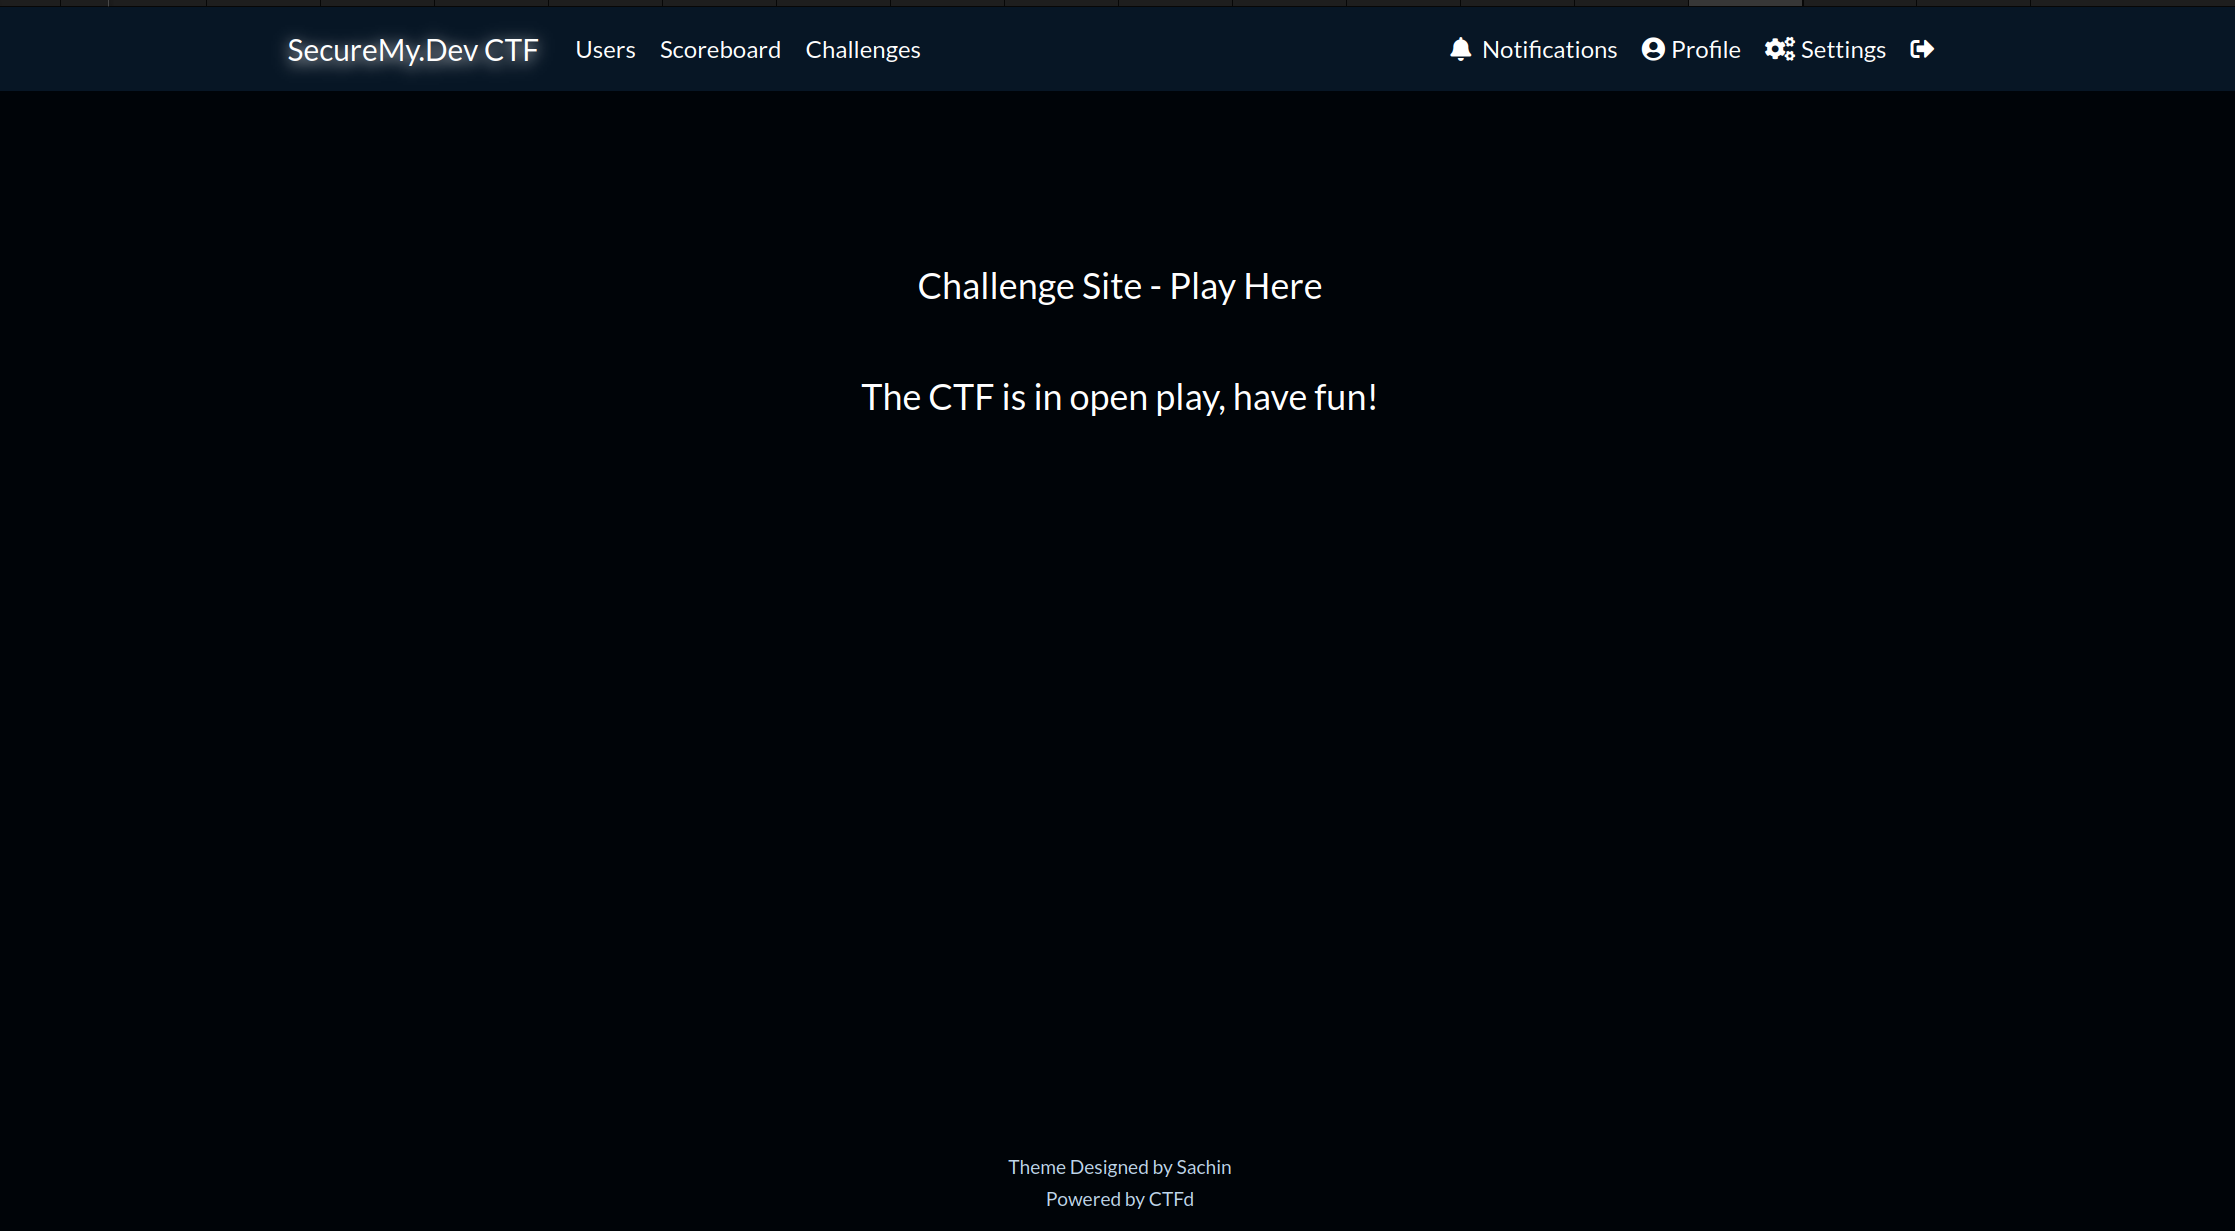 SecureMy.Dev CTF Users Scoreboard Challenges Notifications Profile Settings
Challenge Site - Play Here
The CTF is in open play, have fun!
Theme Designed by Sachin
Powered by CTFd